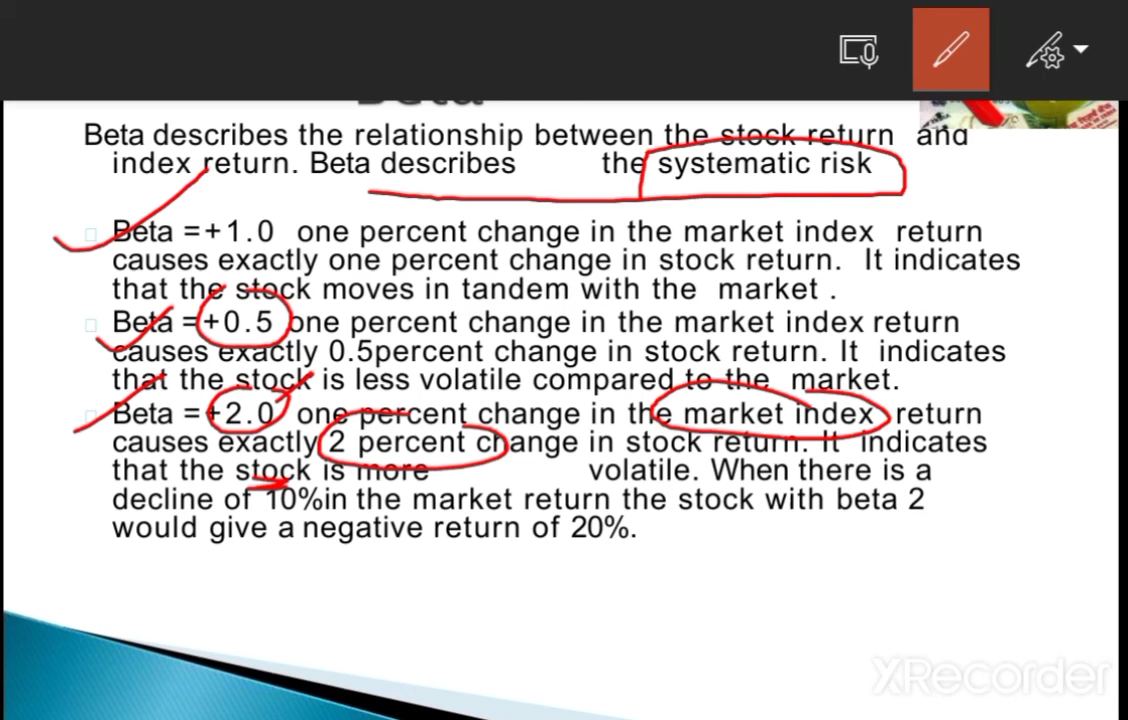 Beta
Beta describes the relationship between the stock return and
index return. Beta describes the systematic risk
Beta =+1.0 one percent change in the market index return
causes exactly one percent change in stock return. It indicates
that the stock moves in tandem with the market .
Beta =+0.5 one percent change in the market index return
causes exactly 0.5percent change in stock return. It indicates
that the stock is less volatile compared to the market.
Beta =+2.0 one percent change in the market index return
causes exactly 2 percent change in stock return. It indicates
that the stock is more volatile. When there is a
decline of 10%in the market return the stock with beta 2
would give a negative return of 20%.
XRecorder